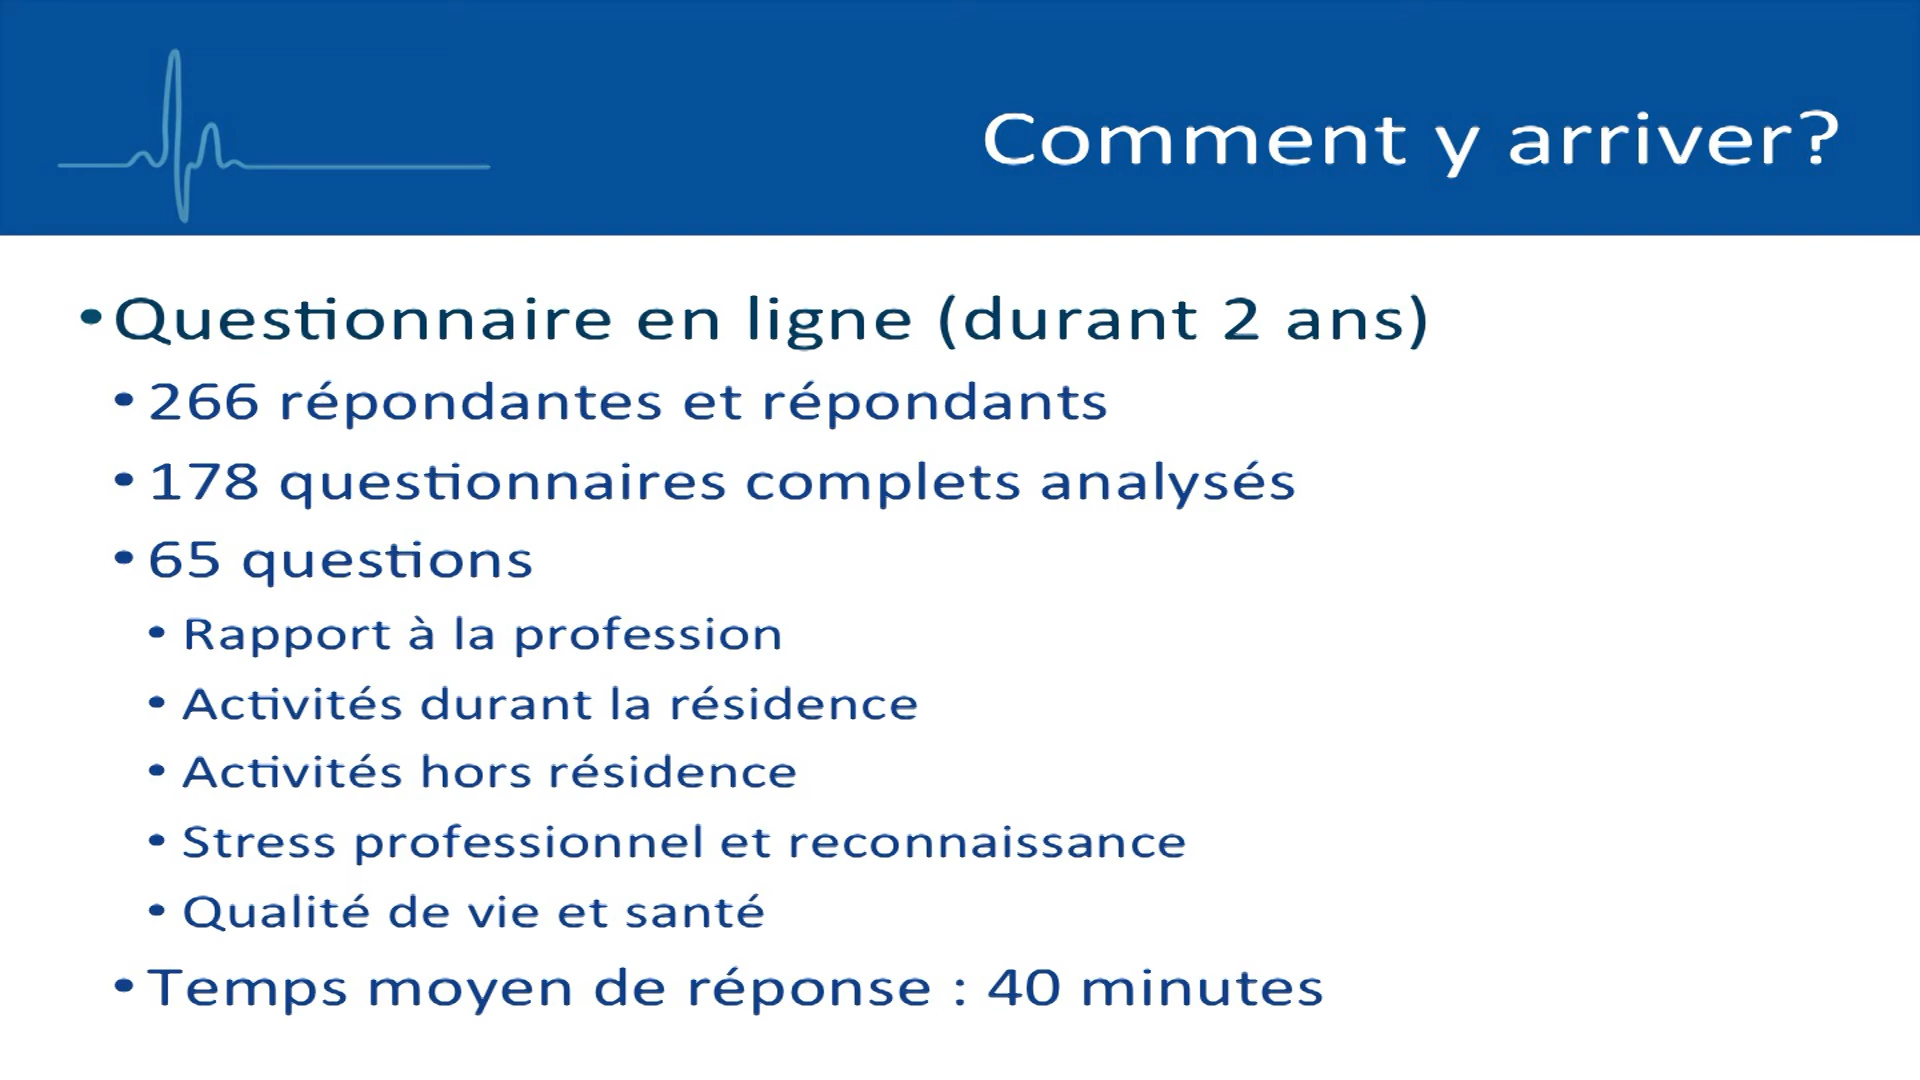 Comment y arriver?
• Questionnaire en ligne (durant 2 ans)
• 266 répondantes et répondants
• 178 questionnaires complets analysés
• 65 questions
• Rapport à la profession
• Activités durant la résidence
• Activités hors résidence
• Stress professionnel et reconnaissance
• Qualité de vie et santé
• Temps moyen de réponse : 40 minutes